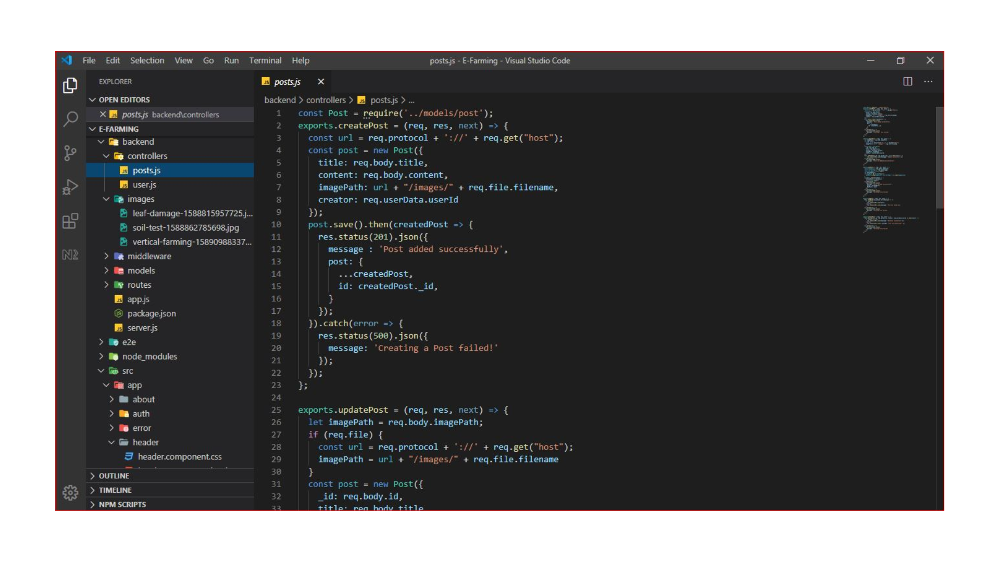 File Edit Selection View Go Run Terminal Help
posts.js - E-Farming - Visual Studio Code
EXPLORER
OPEN EDITORS
posts.js backend\controllers
E-FARMING
backend
controllers
posts.js
user.js
images
leaf-damage-1588815957725.j...
soil-test-1588862785698.jpg
vertical-farming-15890988337...
middleware
models
routes
app.js
package.json
server.js
e2e
node_modules
src
app
about
auth
error
header
header.component.css
OUTLINE
TIMELINE
NPM SCRIPTS
posts.js
backend > controllers > posts.js > ...
1 const Post = require('../models/post');
2 exports.createPost = (req, res, next) => {
3 const url = req.protocol + '://' + req.get("host");
4 const post = new Post({
5 title: req.body.title,
6 content: req.body.content,
7 imagePath: url + "/images/" + req.file.filename,
8 creator: req.userData.userId
9 });
10 post.save().then(createdPost => {
11 res.status(201).json({
12 message : 'Post added successfully',
13 post: {
14 ...createdPost,
15 id: createdPost._id,
16 }
17 });
18 }).catch(error => {
19 res.status(500).json({
20 message: 'Creating a Post failed!'
21 });
22 });
23 };
24
25 exports.updatePost = (req, res, next) => {
26 let imagePath = req.body.imagePath;
27 if (req.file) {
28 const url = req.protocol + '://' + req.get("host");
29 imagePath = url + "/images/" + req.file.filename
30 }
31 const post = new Post({
32 _id: req.body.id,
33 title: req.body.title